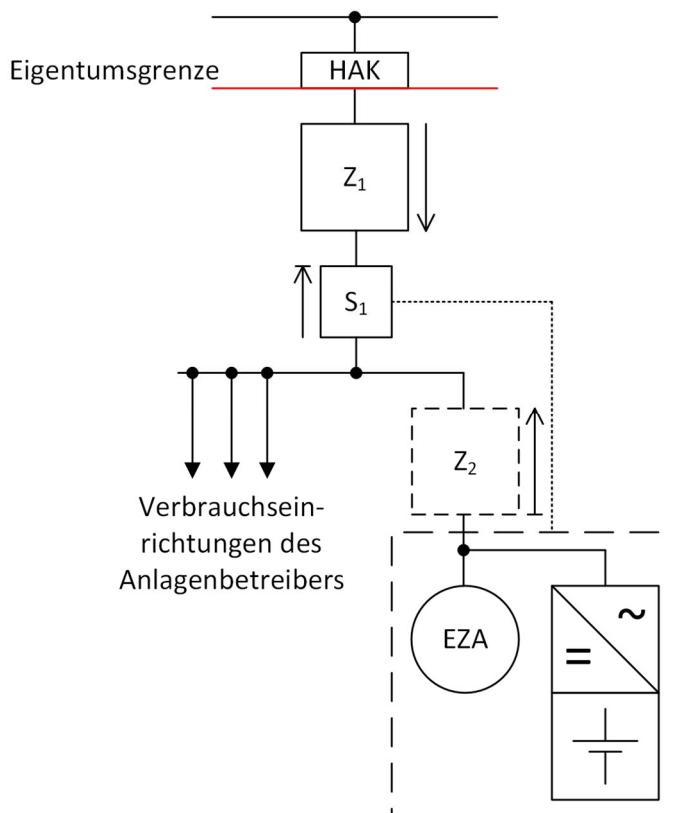 Eigentumsgrenze
HAK
Z1
S1
Z2
Verbrauchsein-
richtungen des
Anlagenbetreibers
EZA
~
=